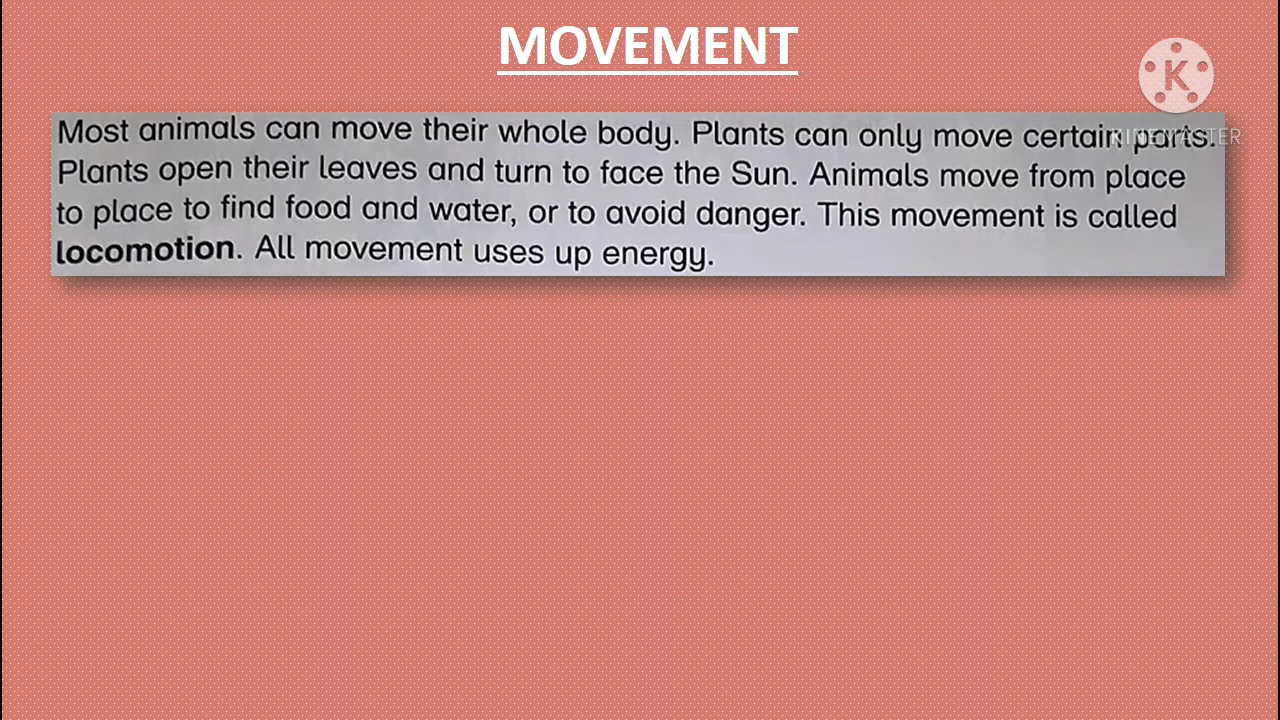 MOVEMENT
K
KINEMASTER
Most animals can move their whole body. Plants can only move certain parts.
Plants open their leaves and turn to face the Sun. Animals move from place
to place to find food and water, or to avoid danger. This movement is called
locomotion. All movement uses up energy.